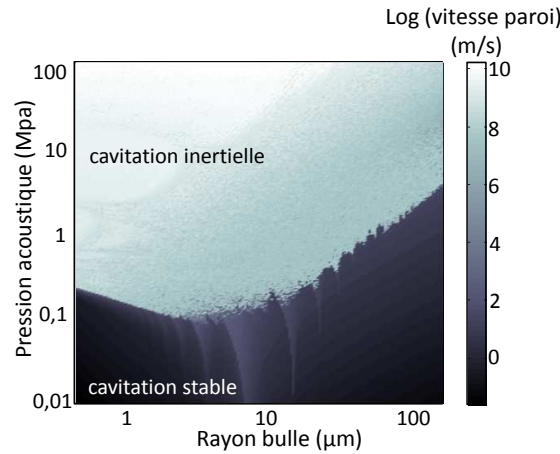 Log (vitesse paroi)
(m/s)
100
10
1
0,1
0,01
Pression acoustique (Mpa)
cavitation inertielle
cavitation stable
1
10
100
Rayon bulle (µm)
10
8
6
4
2
0